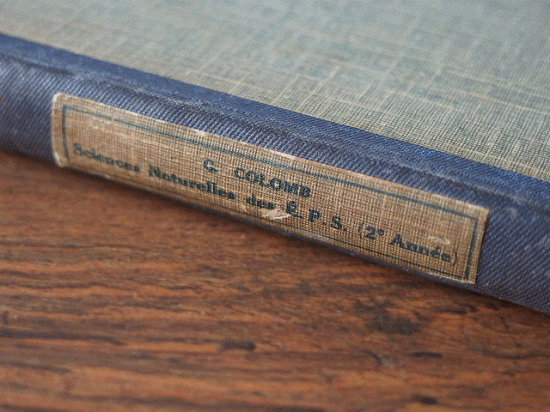 C. COLOMB
Sciences Naturelles des E.P.S. (2e Année)